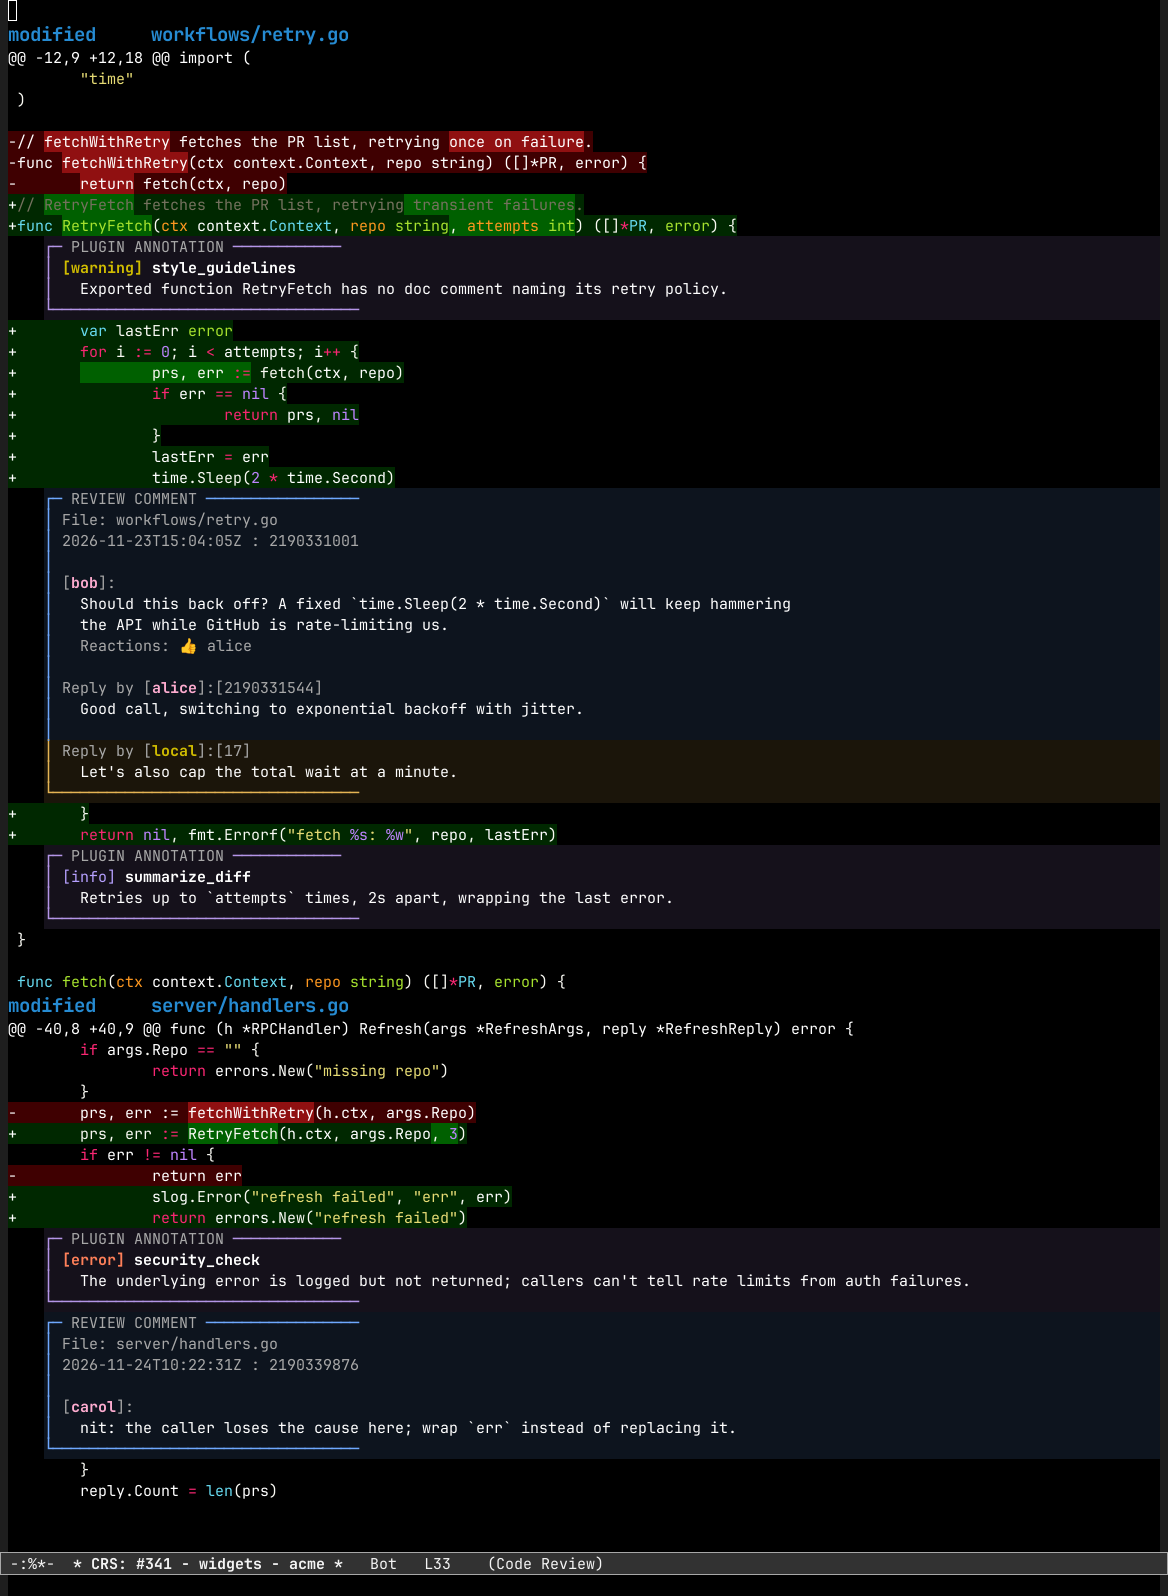 modified     workflows/retry.go
@@ -12,9 +12,18 @@ import (
        "time"
 )
-// fetchWithRetry fetches the PR list, retrying once on failure.
-func fetchWithRetry(ctx context.Context, repo string) ([]*PR, error) {
-       return fetch(ctx, repo)
+// RetryFetch fetches the PR list, retrying transient failures.
+func RetryFetch(ctx context.Context, repo string, attempts int) ([]*PR, error) {
PLUGIN ANNOTATION
[warning] style_guidelines
Exported function RetryFetch has no doc comment naming its retry policy.
+       var lastErr error
+       for i := 0; i < attempts; i++ {
+               prs, err := fetch(ctx, repo)
+               if err == nil {
+                       return prs, nil
+               }
+               lastErr = err
+               time.Sleep(2 * time.Second)
REVIEW COMMENT
File: workflows/retry.go
2026-11-23T15:04:05Z : 2190331001
[bob]:
Should this back off? A fixed `time.Sleep(2 * time.Second)` will keep hammering
the API while GitHub is rate-limiting us.
Reactions: 👍 alice
Reply by [alice]:[2190331544]
Good call, switching to exponential backoff with jitter.
Reply by [local]:[17]
Let's also cap the total wait at a minute.
+       }
+       return nil, fmt.Errorf("fetch %s: %w", repo, lastErr)
PLUGIN ANNOTATION
[info] summarize_diff
Retries up to `attempts` times, 2s apart, wrapping the last error.
 }
 func fetch(ctx context.Context, repo string) ([]*PR, error) {
modified     server/handlers.go
@@ -40,8 +40,9 @@ func (h *RPCHandler) Refresh(args *RefreshArgs, reply *RefreshReply) error {
        if args.Repo == "" {
                return errors.New("missing repo")
        }
-       prs, err := fetchWithRetry(h.ctx, args.Repo)
+       prs, err := RetryFetch(h.ctx, args.Repo, 3)
        if err != nil {
-               return err
+               slog.Error("refresh failed", "err", err)
+               return errors.New("refresh failed")
PLUGIN ANNOTATION
[error] security_check
The underlying error is logged but not returned; callers can't tell rate limits from auth failures.
REVIEW COMMENT
File: server/handlers.go
2026-11-24T10:22:31Z : 2190339876
[carol]:
nit: the caller loses the cause here; wrap `err` instead of replacing it.
        }
        reply.Count = len(prs)
-:%*-  * CRS: #341 - widgets - acme *   Bot   L33    (Code Review)